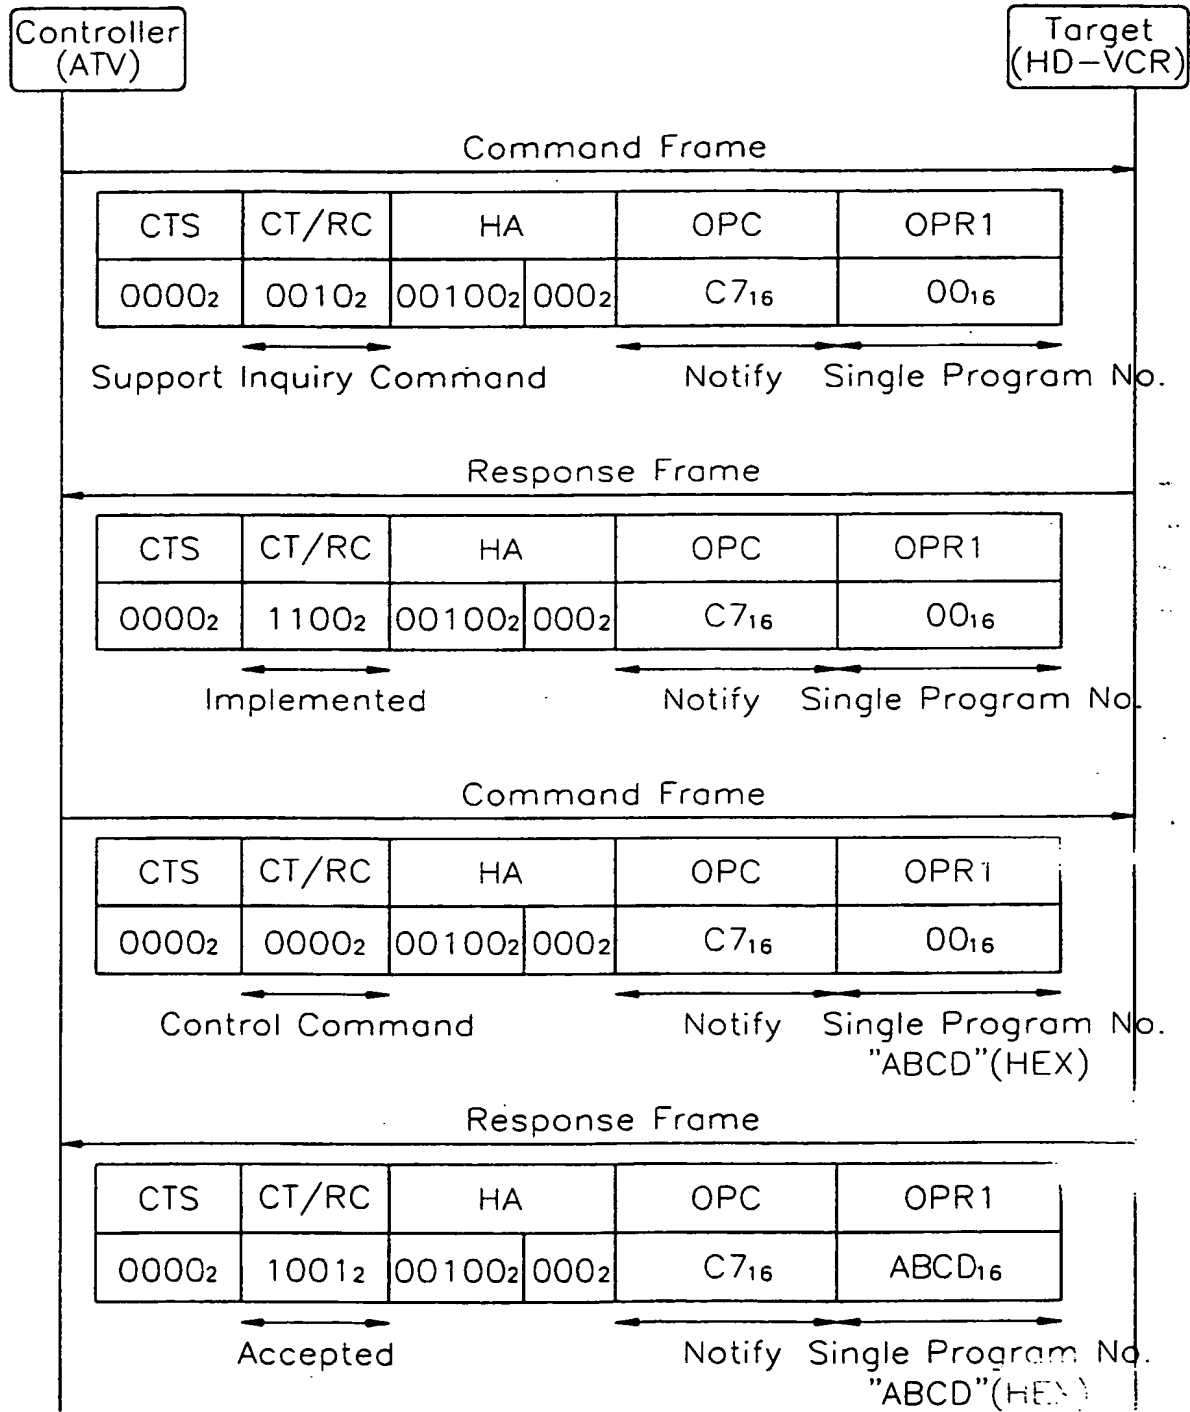 Controller
(ATV)
Target
(HD-VCR)
Command Frame
CTS CT/RC HA OPC OPR1
0000₂ 0010₂ 00100₂ 000₂ C7₁₆ 00₁₆
Support Inquiry Command Notify Single Program No.
Response Frame
CTS CT/RC HA OPC OPR1
0000₂ 1100₂ 00100₂ 000₂ C7₁₆ 00₁₆
Implemented Notify Single Program No.
Command Frame
CTS CT/RC HA OPC OPR1
0000₂ 0000₂ 00100₂ 000₂ C7₁₆ 00₁₆
Control Command Notify Single Program No.
"ABCD"(HEX)
Response Frame
CTS CT/RC HA OPC OPR1
0000₂ 1001₂ 00100₂ 000₂ C7₁₆ ABCD₁₆
Accepted Notify Single Program No.
"ABCD"(HEX)